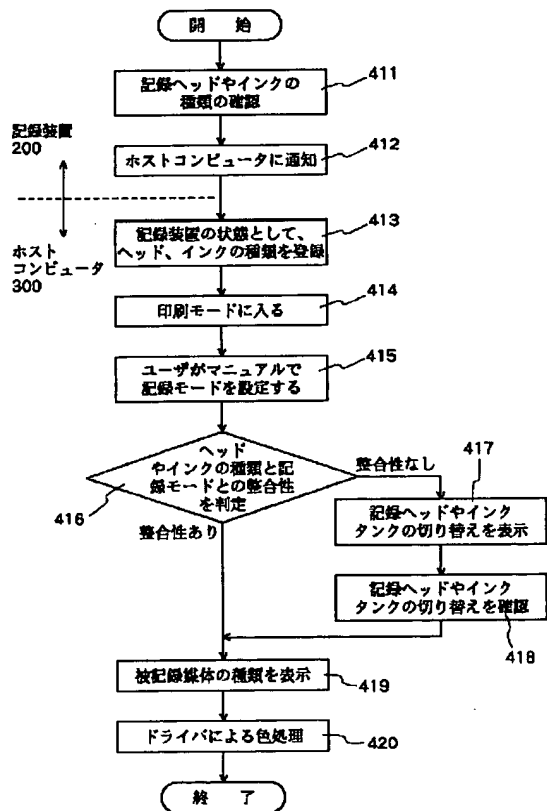 開 始
記録ヘッドやインクの
種類の確認
411
記録装置
200
ホストコンピュータに通知
412
ホスト
コンピュータ
300
記録装置の状態として、
ヘッド、インクの種類を登録
413
印刷モードに入る
414
ユーザがマニュアルで
記録モードを設定する
415
ヘッド
やインクの種類と記
録モードとの整合性
を判定
416
整合性なし
整合性あり
417
記録ヘッドやインク
タンクの切り替えを表示
記録ヘッドやインク
タンクの切り替えを確認
418
被記録媒体の種類を表示
419
ドライバによる色処理
420
終 了